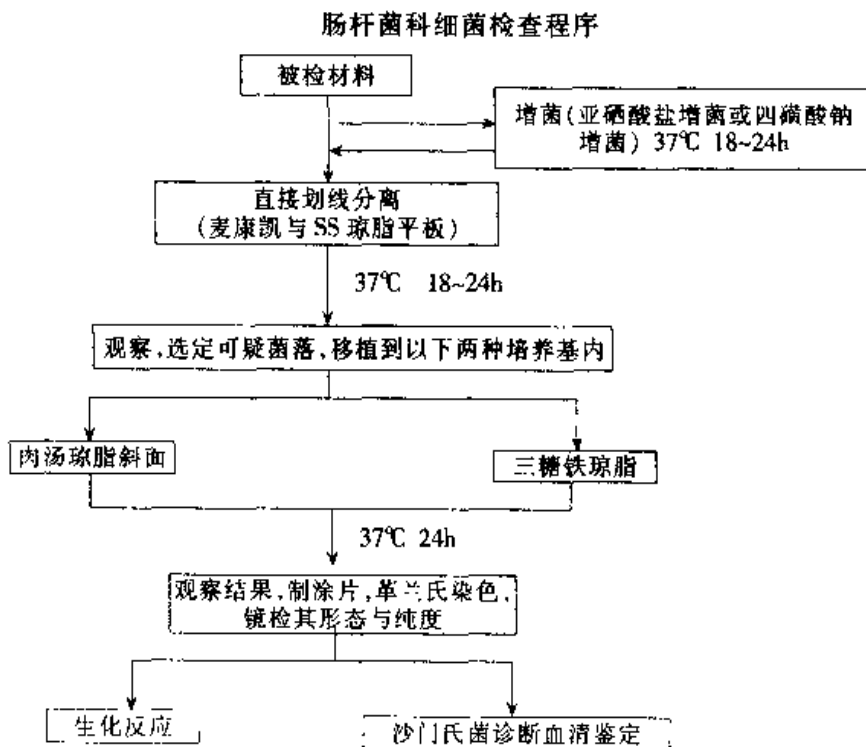 肠杆菌科细菌检查程序
被检材料
增菌(亚硒酸盐增菌或四磺酸钠
增菌) 37℃ 18~24h
直接划线分离
(麦康凯与SS琼脂平板)
37℃ 18~24h
观察,选定可疑菌落,移植到以下两种培养基内
肉汤琼脂斜面
三糖铁琼脂
37℃ 24h
观察结果,制涂片,革兰氏染色,
镜检其形态与纯度
生化反应
沙门氏菌诊断血清鉴定